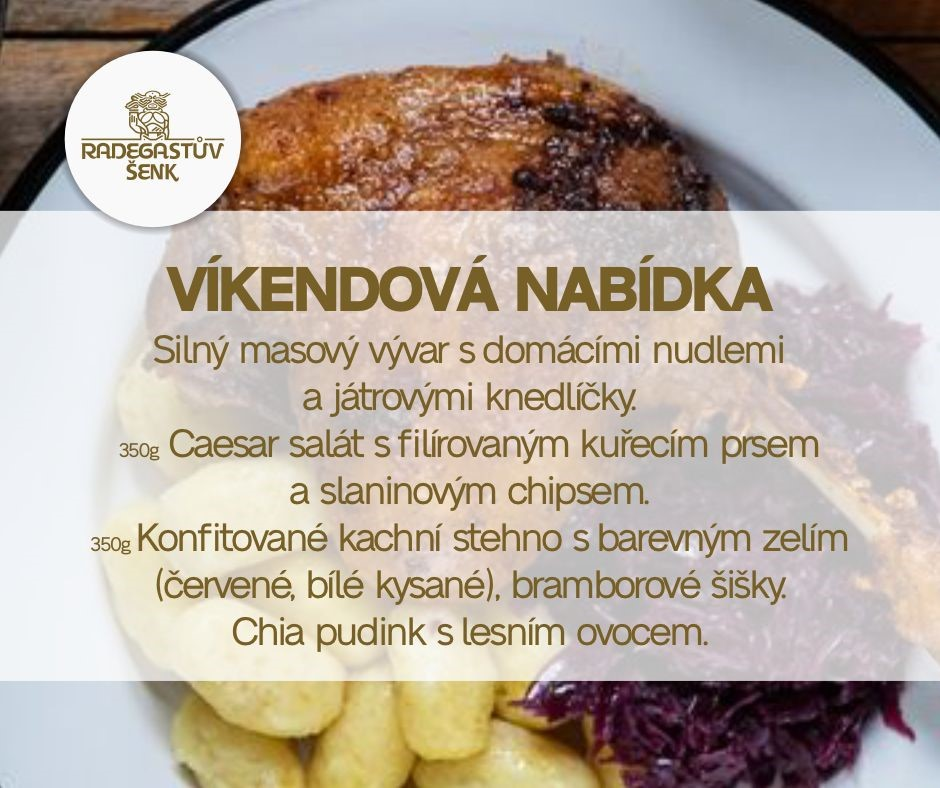 RADEGASTŮV
ŠENK
VÍKENDOVÁ NABÍDKA
Silný masový vývar s domácími nudlemi
a játrovými knedlíčky.
350g Caesar salát s filírovaným kuřecím prsem
a slaninovým chipsem.
350g Konfitované kachní stehno s barevným zelím
(červené, bílé kysané), bramborové šišky.
Chia pudink s lesním ovocem.